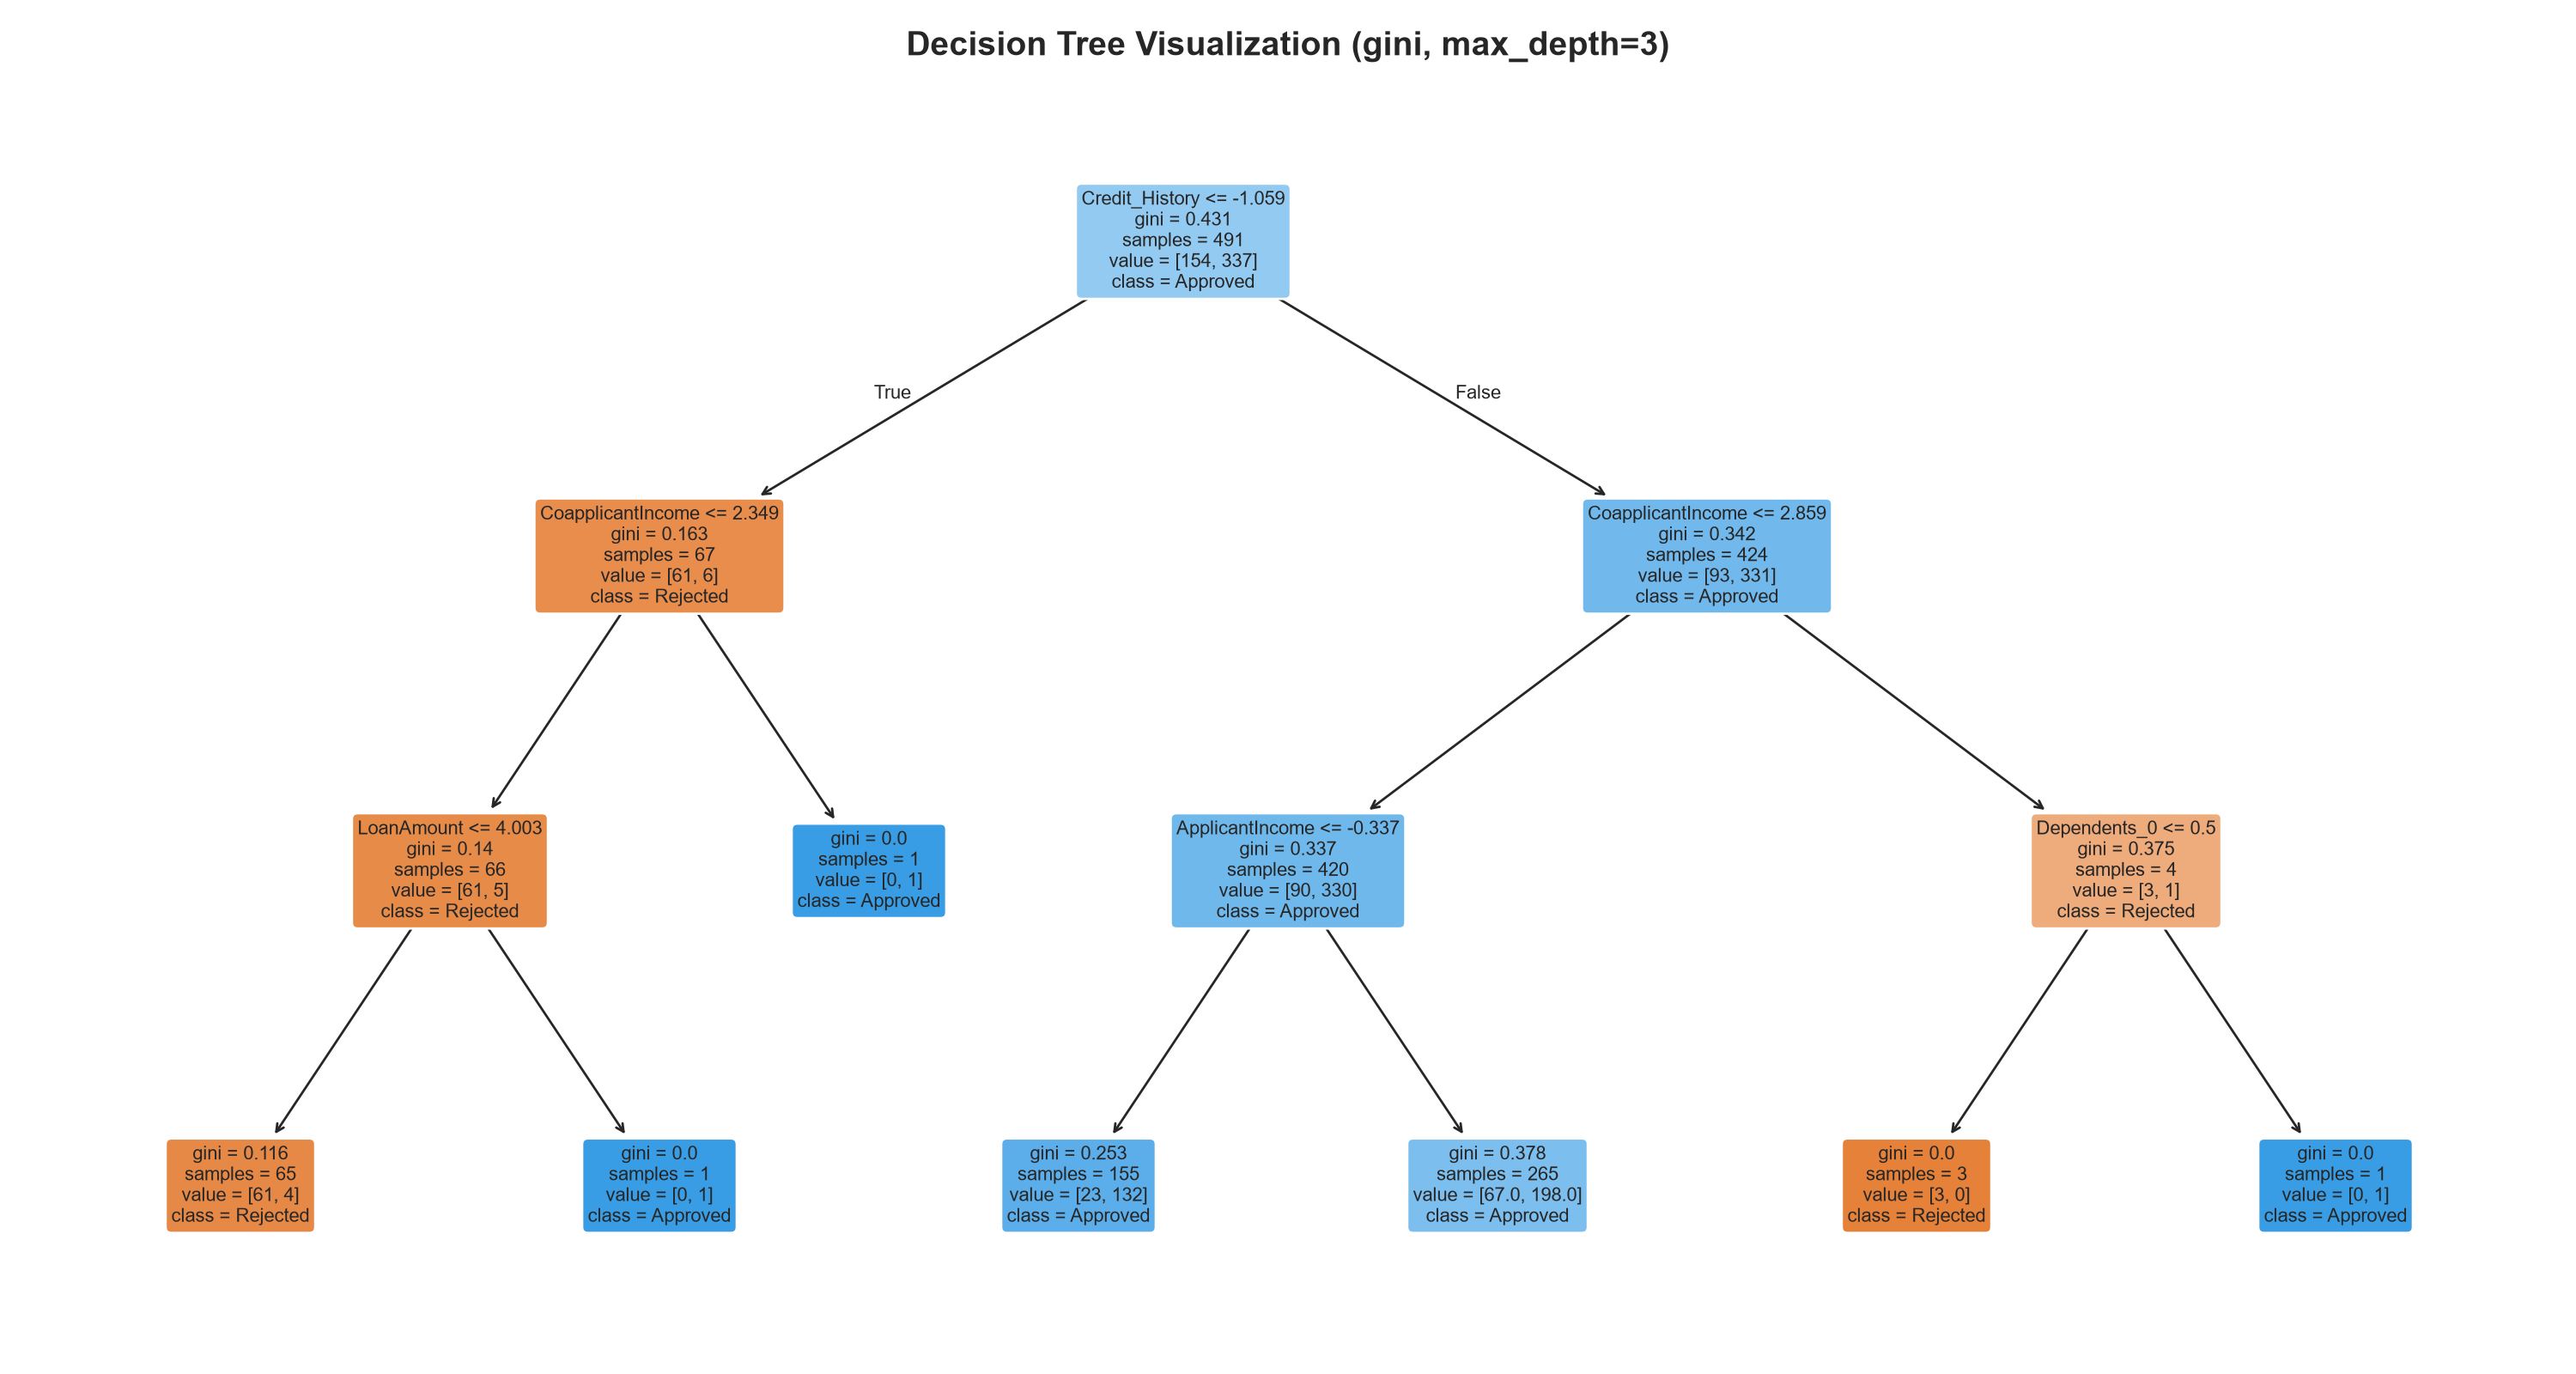 Decision Tree Visualization (gini, max_depth=3)
Credit_History <= -1.059
gini = 0.431
samples = 491
value = [154, 337]
class = Approved
True
False
CoapplicantIncome <= 2.349
gini = 0.163
samples = 67
value = [61, 6]
class = Rejected
CoapplicantIncome <= 2.859
gini = 0.342
samples = 424
value = [93, 331]
class = Approved
LoanAmount <= 4.003
gini = 0.14
samples = 66
value = [61, 5]
class = Rejected
gini = 0.0
samples = 1
value = [0, 1]
class = Approved
ApplicantIncome <= -0.337
gini = 0.337
samples = 420
value = [90, 330]
class = Approved
Dependents_0 <= 0.5
gini = 0.375
samples = 4
value = [3, 1]
class = Rejected
gini = 0.116
samples = 65
value = [61, 4]
class = Rejected
gini = 0.0
samples = 1
value = [0, 1]
class = Approved
gini = 0.253
samples = 155
value = [23, 132]
class = Approved
gini = 0.378
samples = 265
value = [67.0, 198.0]
class = Approved
gini = 0.0
samples = 3
value = [3, 0]
class = Rejected
gini = 0.0
samples = 1
value = [0, 1]
class = Approved